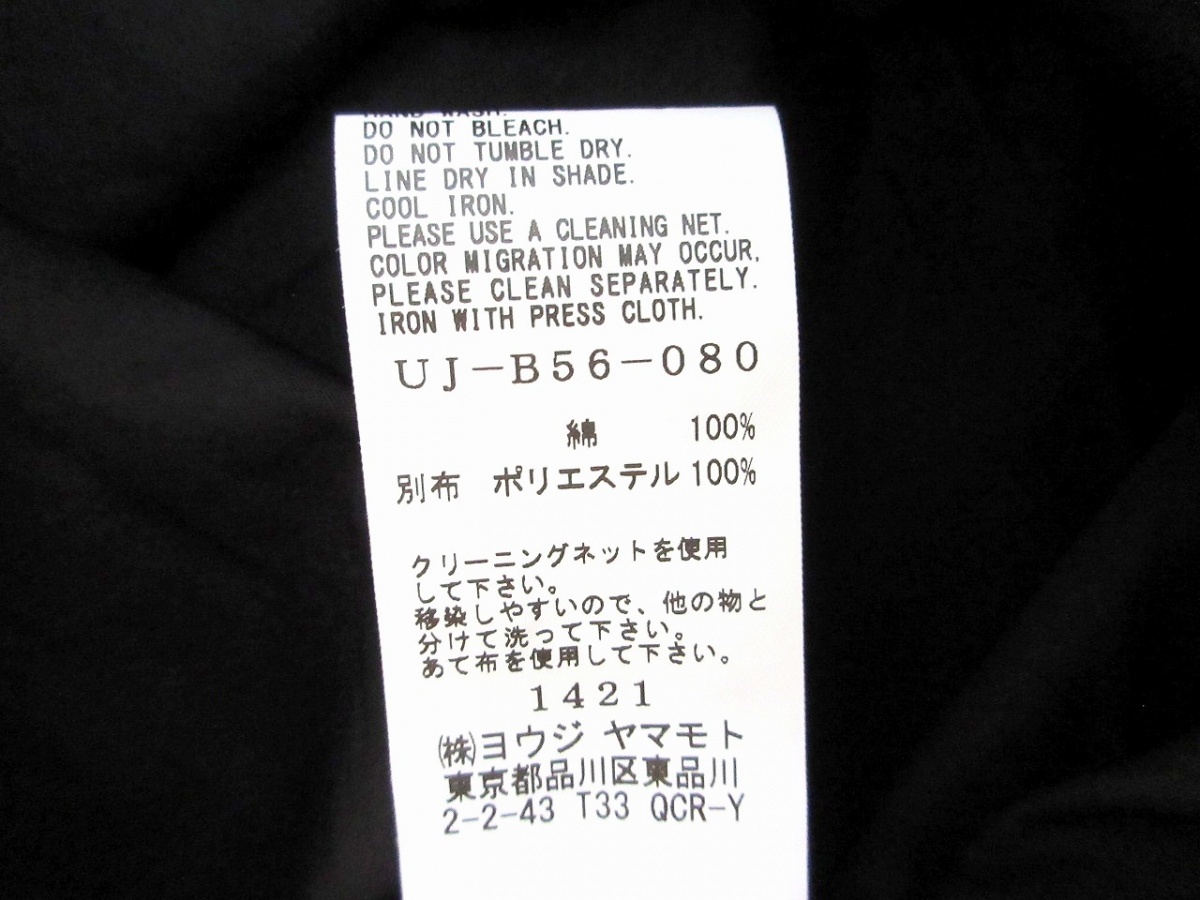 HAND WASH.
DO NOT BLEACH.
DO NOT TUMBLE DRY.
LINE DRY IN SHADE.
COOL IRON.
PLEASE USE A CLEANING NET.
COLOR MIGRATION MAY OCCUR.
PLEASE CLEAN SEPARATELY.
IRON WITH PRESS CLOTH.
UJ-B56-080
綿 100%
別布 ポリエステル 100%
クリーニングネットを使用
して下さい。
移染しやすいので、他の物と
分けて洗って下さい。
あて布を使用して下さい。
1421
㈱ヨウジ ヤマモト
東京都品川区東品川
2-2-43 T33 QCR-Y